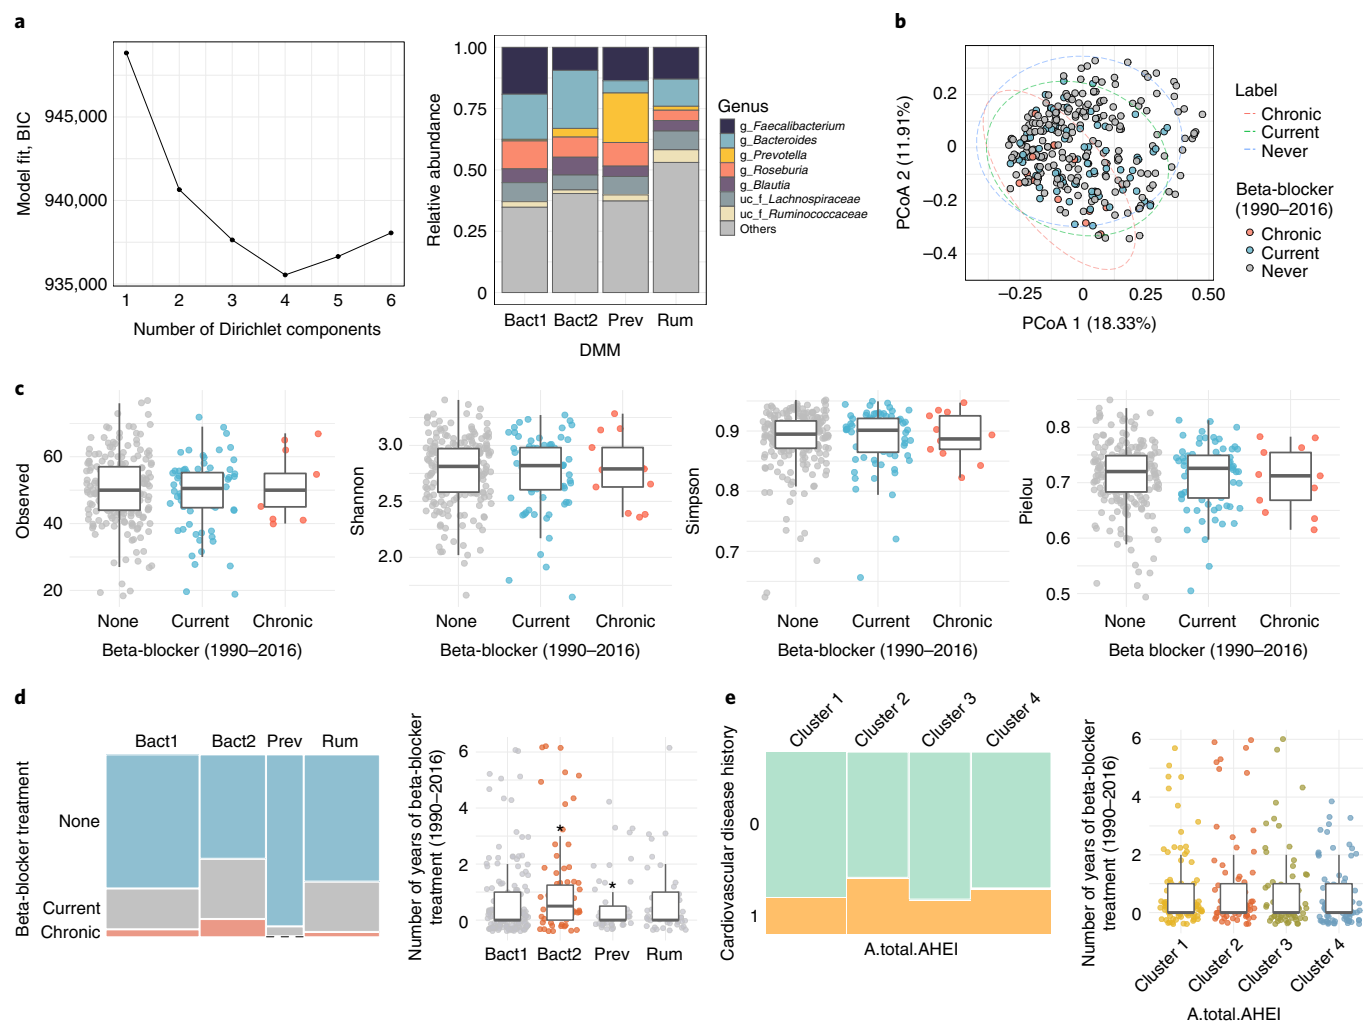 a
Model fit, BIC
945,000
940,000
935,000
1 2 3 4 5 6
Number of Dirichlet components
Relative abundance
1.00
0.75
0.50
0.25
0
Bact1 Bact2 Prev Rum
DMM
Genus
g_Faecalibacterium
g_Bacteroides
g_Prevotella
g_Roseburia
g_Blautia
uc_f_Lachnospiraceae
uc_f_Ruminococcaceae
Others
b
PCoA 2 (11.91%)
0.2
0
–0.2
–0.4
–0.25 0 0.25 0.50
PCoA 1 (18.33%)
Label
Chronic
Current
Never
Beta-blocker
(1990–2016)
Chronic
Current
Never
c
Observed
60
40
20
None Current Chronic
Beta-blocker (1990–2016)
Shannon
3.0
2.5
2.0
None Current Chronic
Beta-blocker (1990–2016)
Simpson
0.9
0.8
0.7
None Current Chronic
Beta-blocker (1990–2016)
Pielou
0.8
0.7
0.6
0.5
None Current Chronic
Beta blocker (1990–2016)
d
Beta-blocker treatment
Bact1 Bact2 Prev Rum
None
Current
Chronic
Number of years of beta-blocker
treatment (1990–2016)
6
4
2
0
*
*
Bact1 Bact2 Prev Rum
e
Cardiovascular disease history
Cluster 1 Cluster 2 Cluster 3 Cluster 4
0
1
A.total.AHEI
Number of years of beta-blocker
treatment (1990–2016)
6
4
2
0
Cluster 1 Cluster 2 Cluster 3 Cluster 4
A.total.AHEI